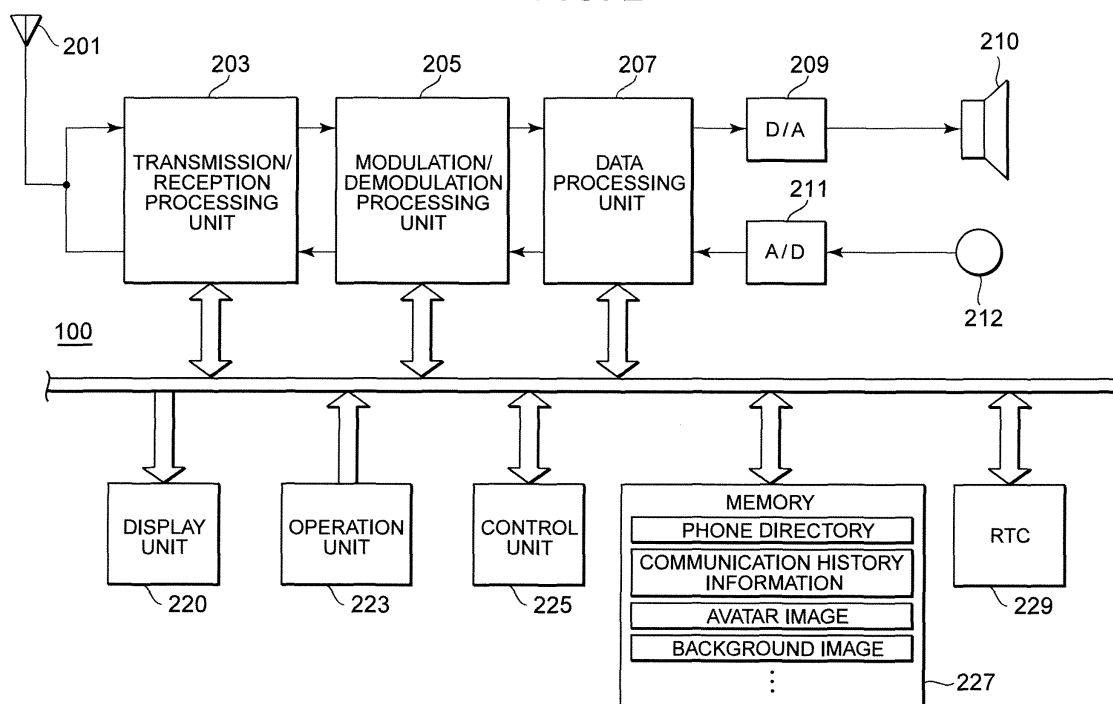 201
203
205
207
209
210
TRANSMISSION/
RECEPTION
PROCESSING
UNIT
MODULATION/
DEMODULATION
PROCESSING
UNIT
DATA
PROCESSING
UNIT
D/A
211
A/D
212
100
DISPLAY
UNIT
220
OPERATION
UNIT
223
CONTROL
UNIT
225
MEMORY
PHONE DIRECTORY
COMMUNICATION HISTORY
INFORMATION
AVATAR IMAGE
BACKGROUND IMAGE
⋮
227
RTC
229